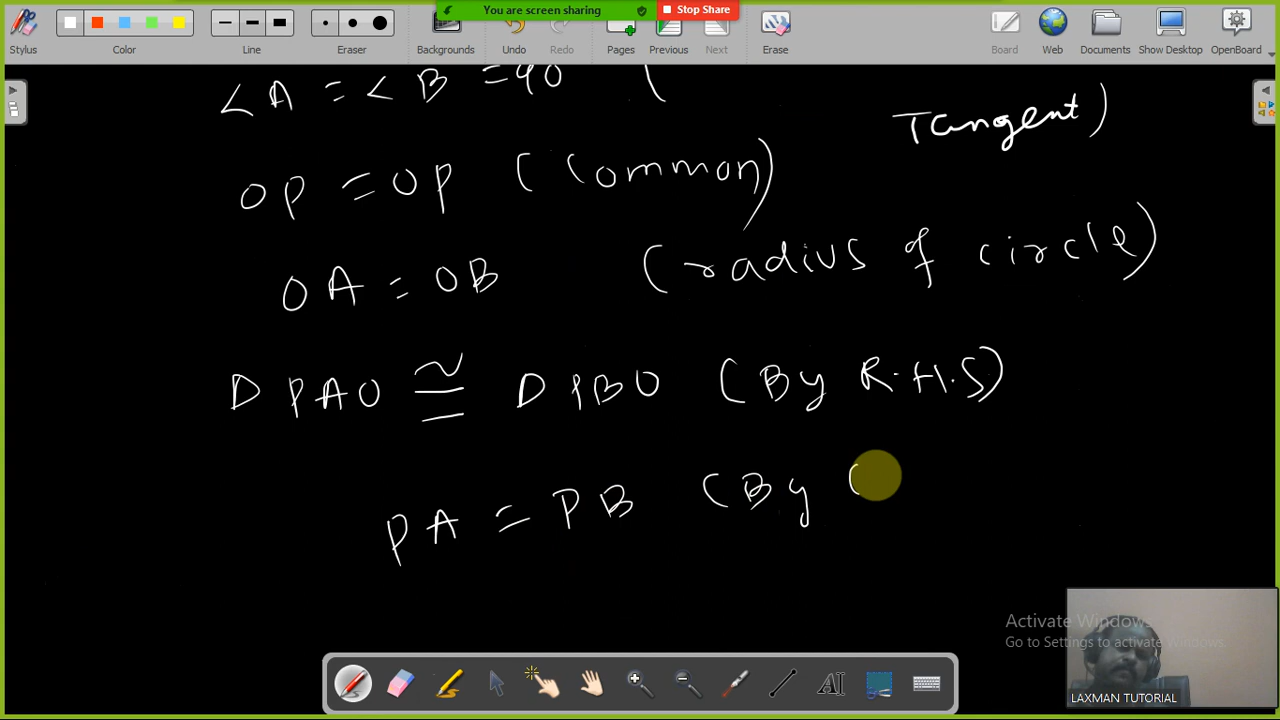 You are screen sharing Stop Share
Stylus Color Line Eraser Backgrounds Undo Redo Pages Previous Next Erase Board Web Documents Show Desktop OpenBoard
<A = <B = 90 (
Tangent)
OP = OP (Common)
OA = OB (radius of circle)
D PAO ≅ D PBO (By R.H.S)
PA = PB (By (
Activate Windows
Go to Settings to activate Windows.
LAXMAN TUTORIAL